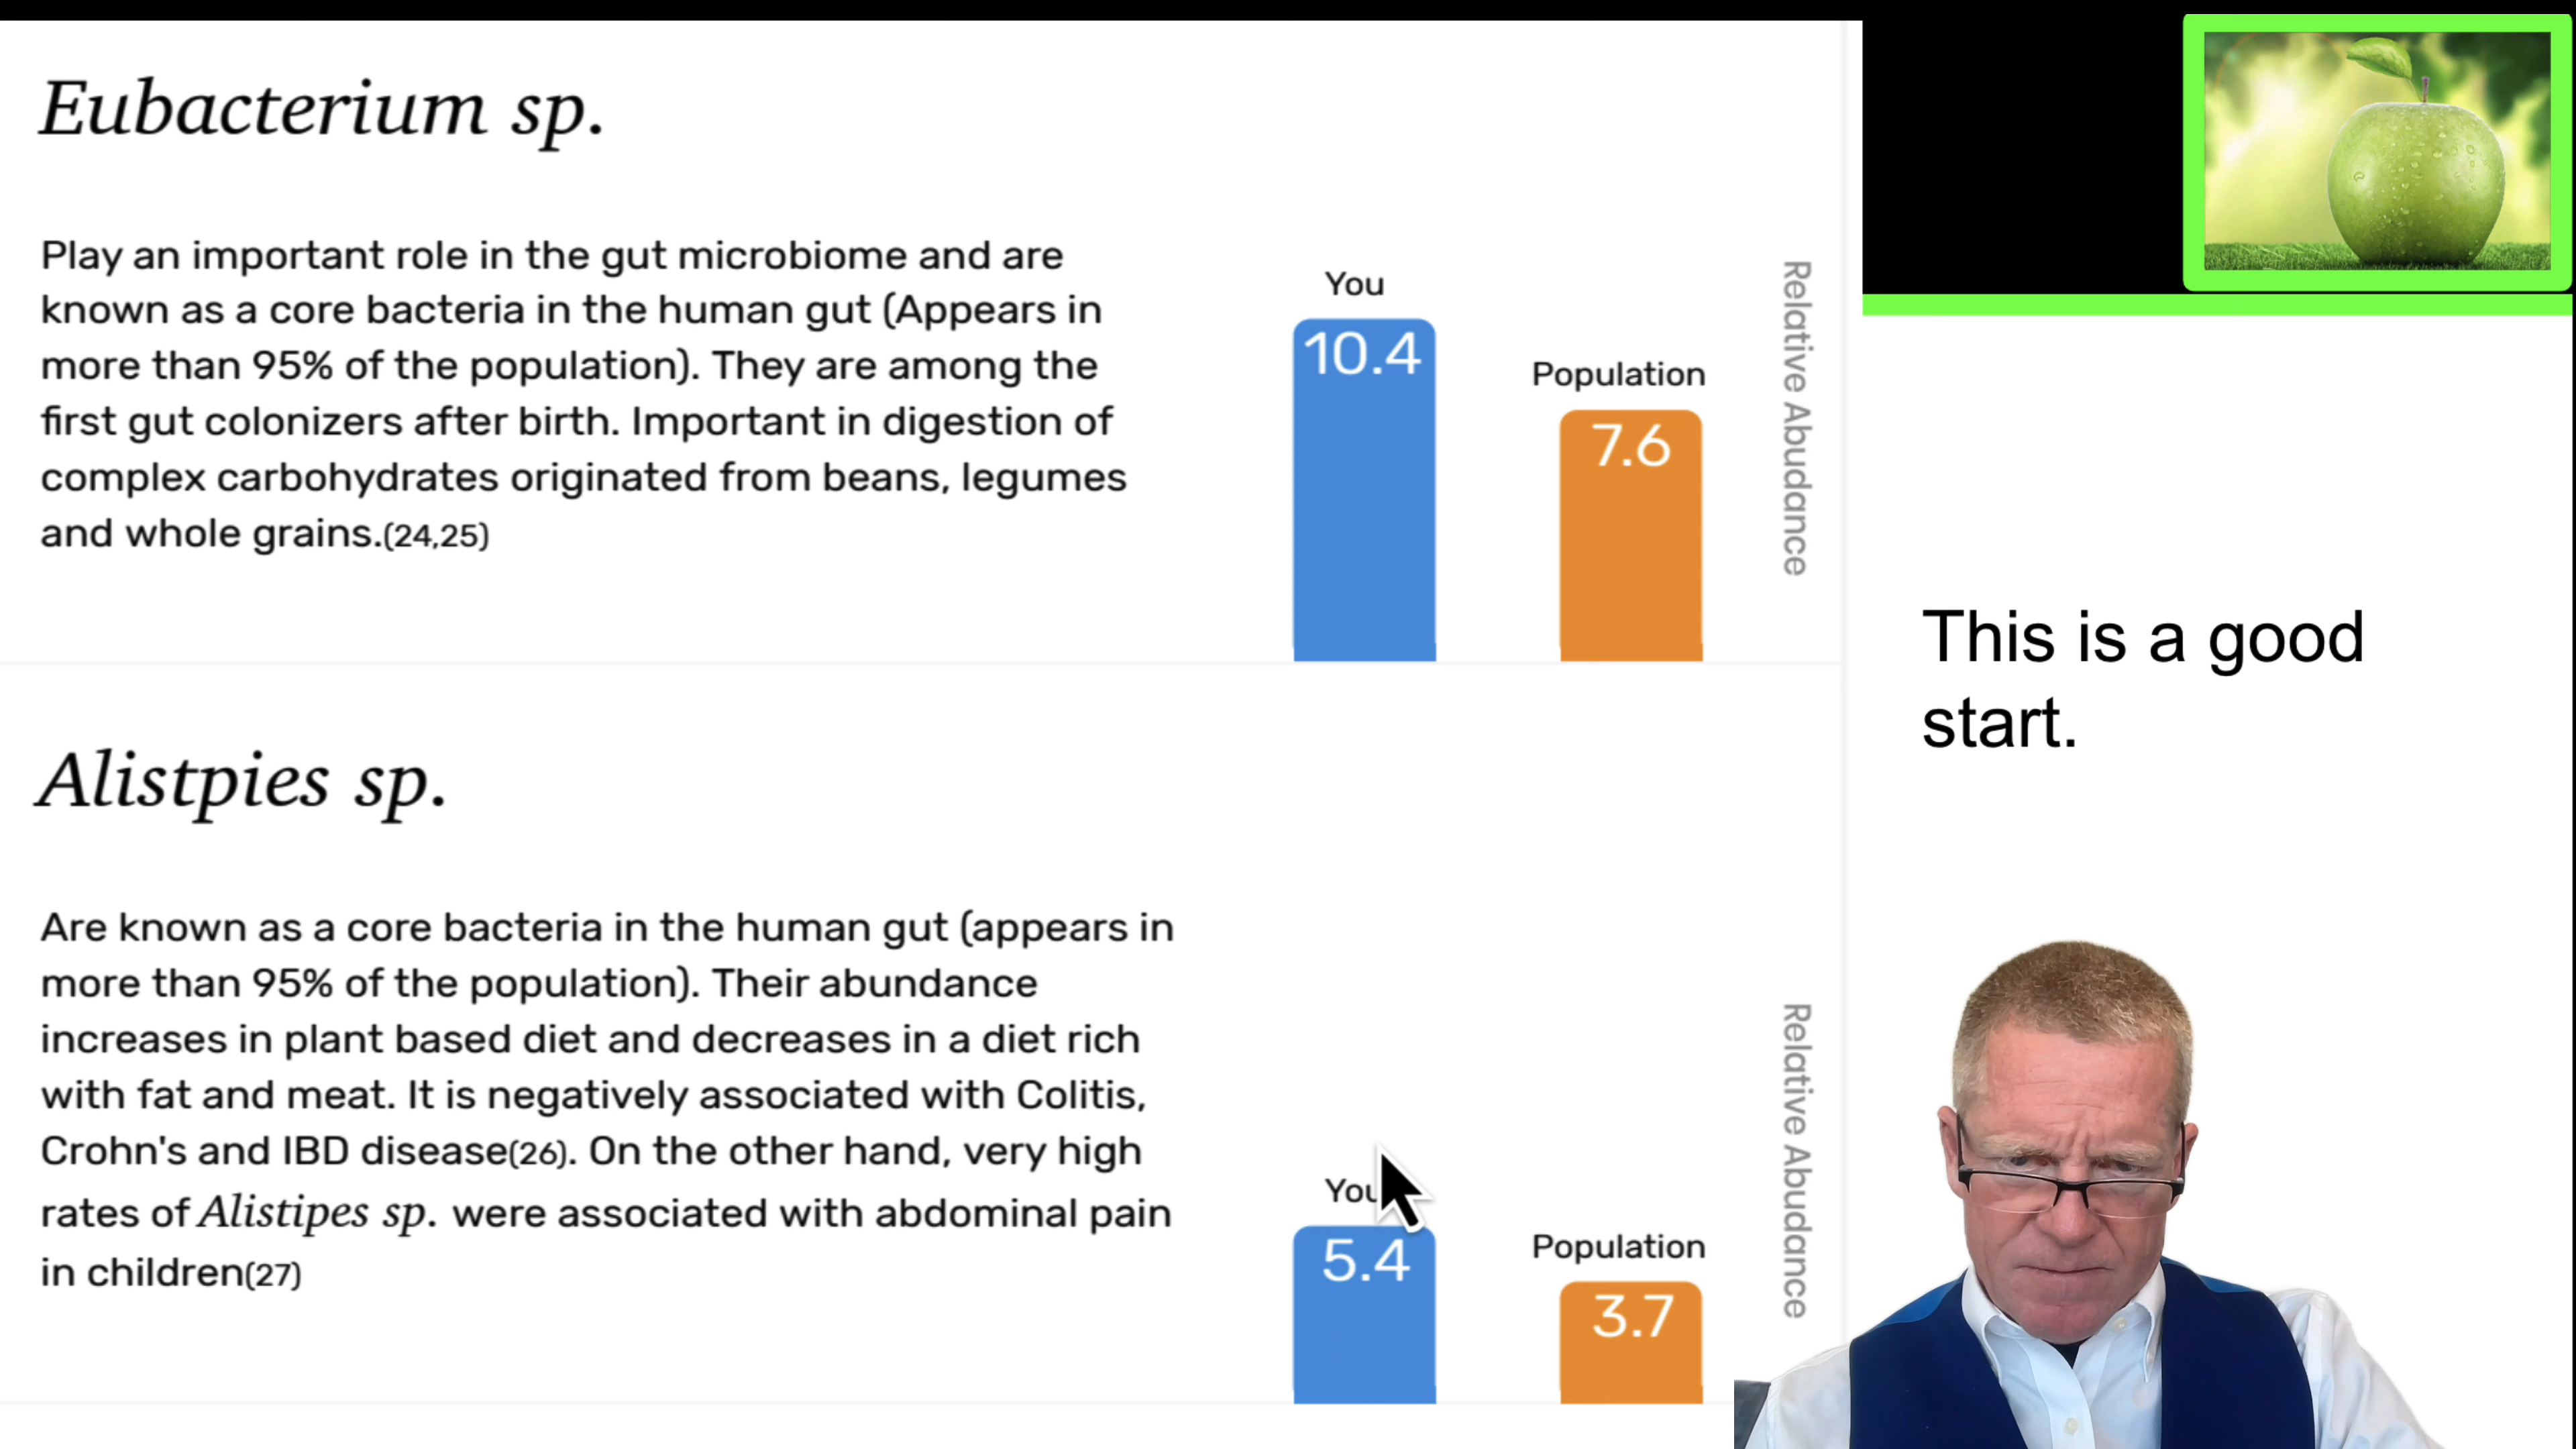 Eubacterium sp.
Play an important role in the gut microbiome and are
known as a core bacteria in the human gut (Appears in
more than 95% of the population). They are among the
first gut colonizers after birth. Important in digestion of
complex carbohydrates originated from beans, legumes
and whole grains.(24,25)
You
10.4
Population
7.6
Relative Abudance
Alistpies sp.
Are known as a core bacteria in the human gut (appears in
more than 95% of the population). Their abundance
increases in plant based diet and decreases in a diet rich
with fat and meat. It is negatively associated with Colitis,
Crohn's and IBD disease(26). On the other hand, very high
rates of Alistipes sp. were associated with abdominal pain
in children(27)
You
5.4
Population
3.7
Relative Abudance
This is a good
start.